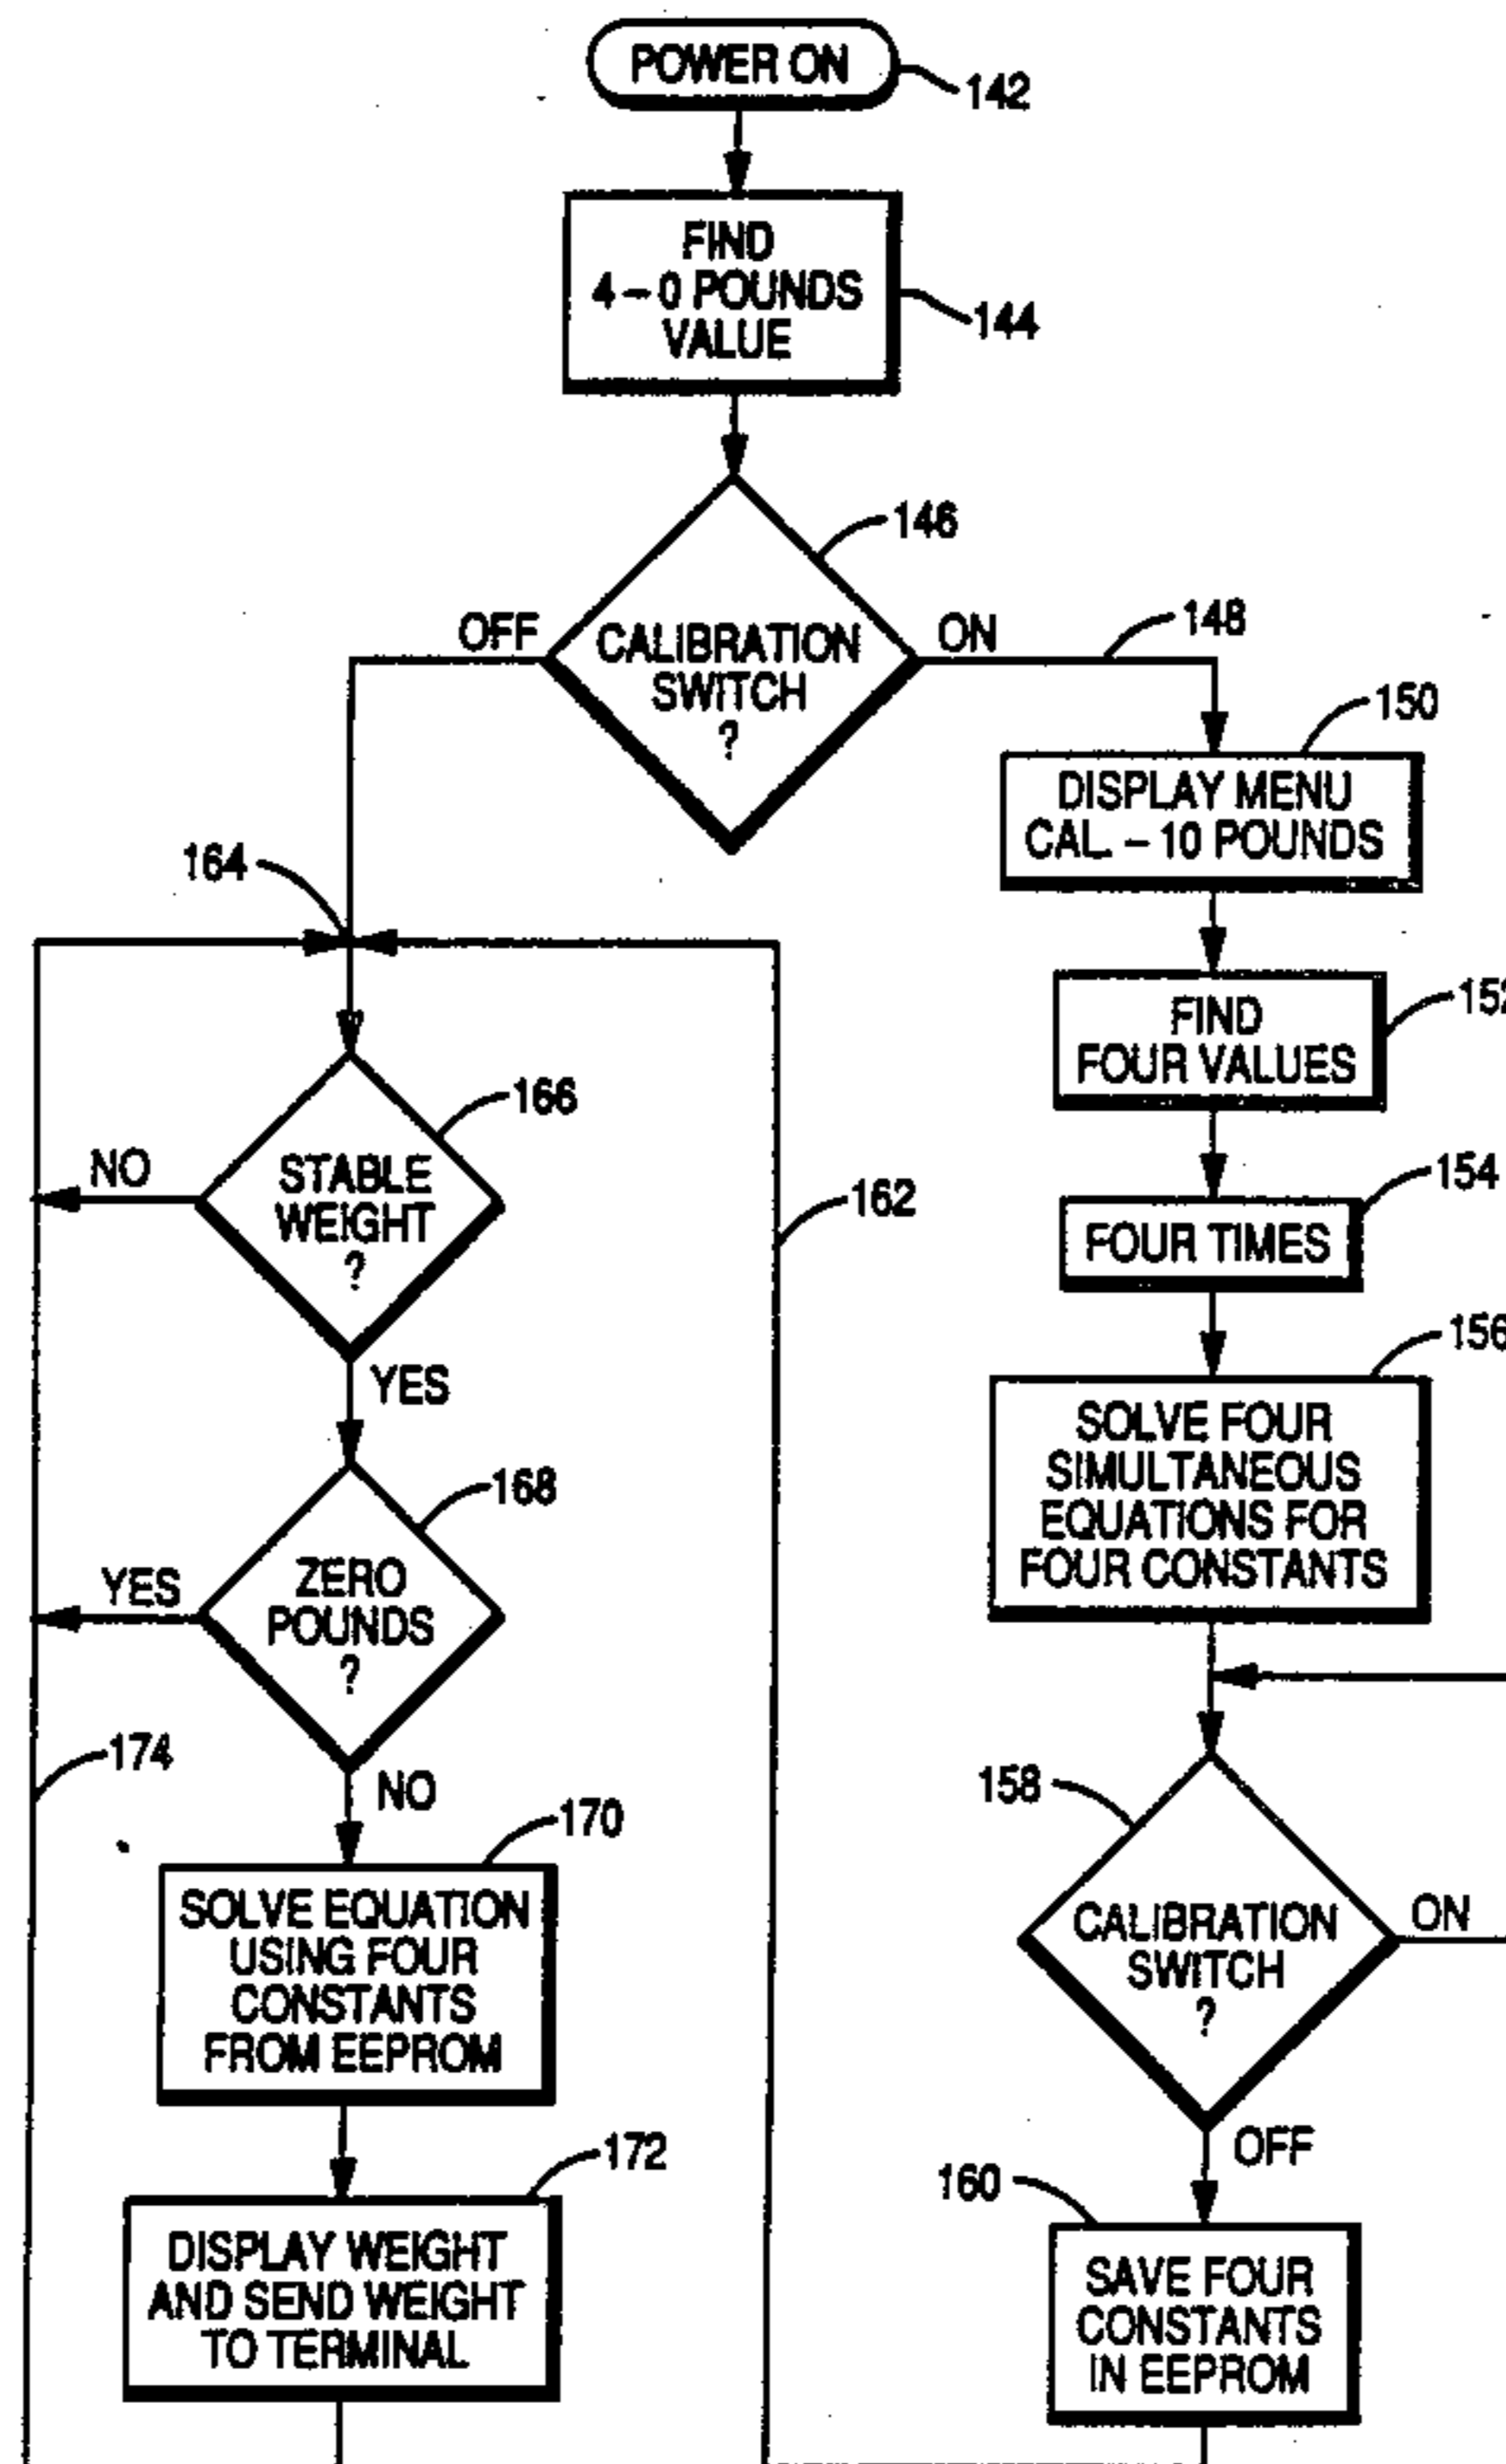 POWER ON
142
FIND
4 – 0 POUNDS
VALUE
144
146
OFF
CALIBRATION
SWITCH
?
ON
148
150
DISPLAY MENU
CAL. – 10 POUNDS
164
152
FIND
FOUR VALUES
166
NO
STABLE
WEIGHT
?
YES
162
154
FOUR TIMES
156
SOLVE FOUR
SIMULTANEOUS
EQUATIONS FOR
FOUR CONSTANTS
168
YES
ZERO
POUNDS
?
NO
174
158
CALIBRATION
SWITCH
?
ON
OFF
170
SOLVE EQUATION
USING FOUR
CONSTANTS
FROM EEPROM
172
DISPLAY WEIGHT
AND SEND WEIGHT
TO TERMINAL
160
SAVE FOUR
CONSTANTS
IN EEPROM